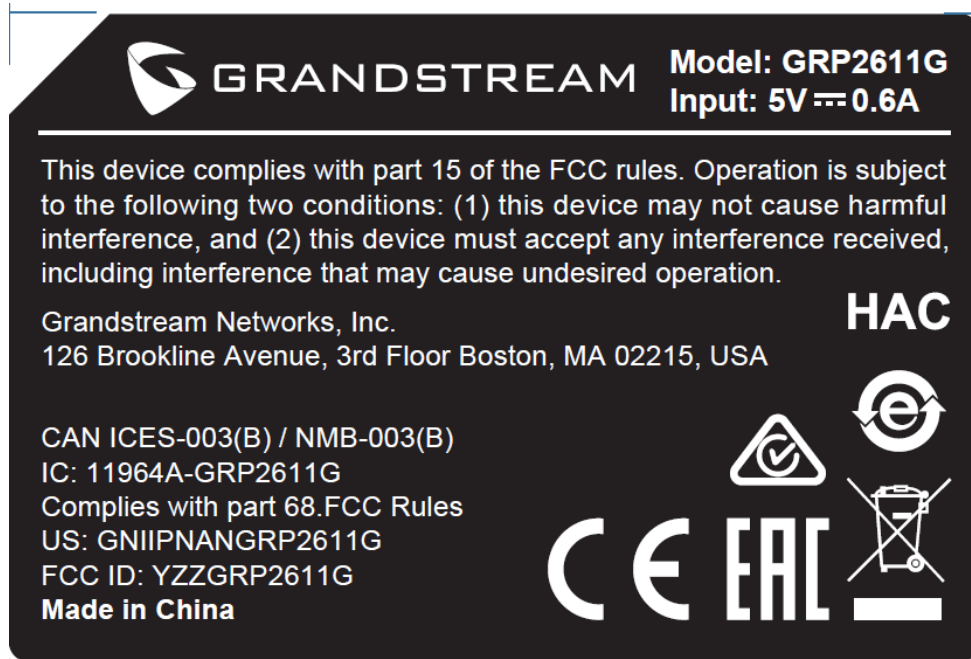 GRANDSTREAM
Model: GRP2611G
Input: 5V ⎓ 0.6A
This device complies with part 15 of the FCC rules. Operation is subject
to the following two conditions: (1) this device may not cause harmful
interference, and (2) this device must accept any interference received,
including interference that may cause undesired operation.
HAC
Grandstream Networks, Inc.
126 Brookline Avenue, 3rd Floor Boston, MA 02215, USA
CAN ICES-003(B) / NMB-003(B)
IC: 11964A-GRP2611G
Complies with part 68.FCC Rules
US: GNIIPNANGRP2611G
FCC ID: YZZGRP2611G
Made in China
e
CE EAC